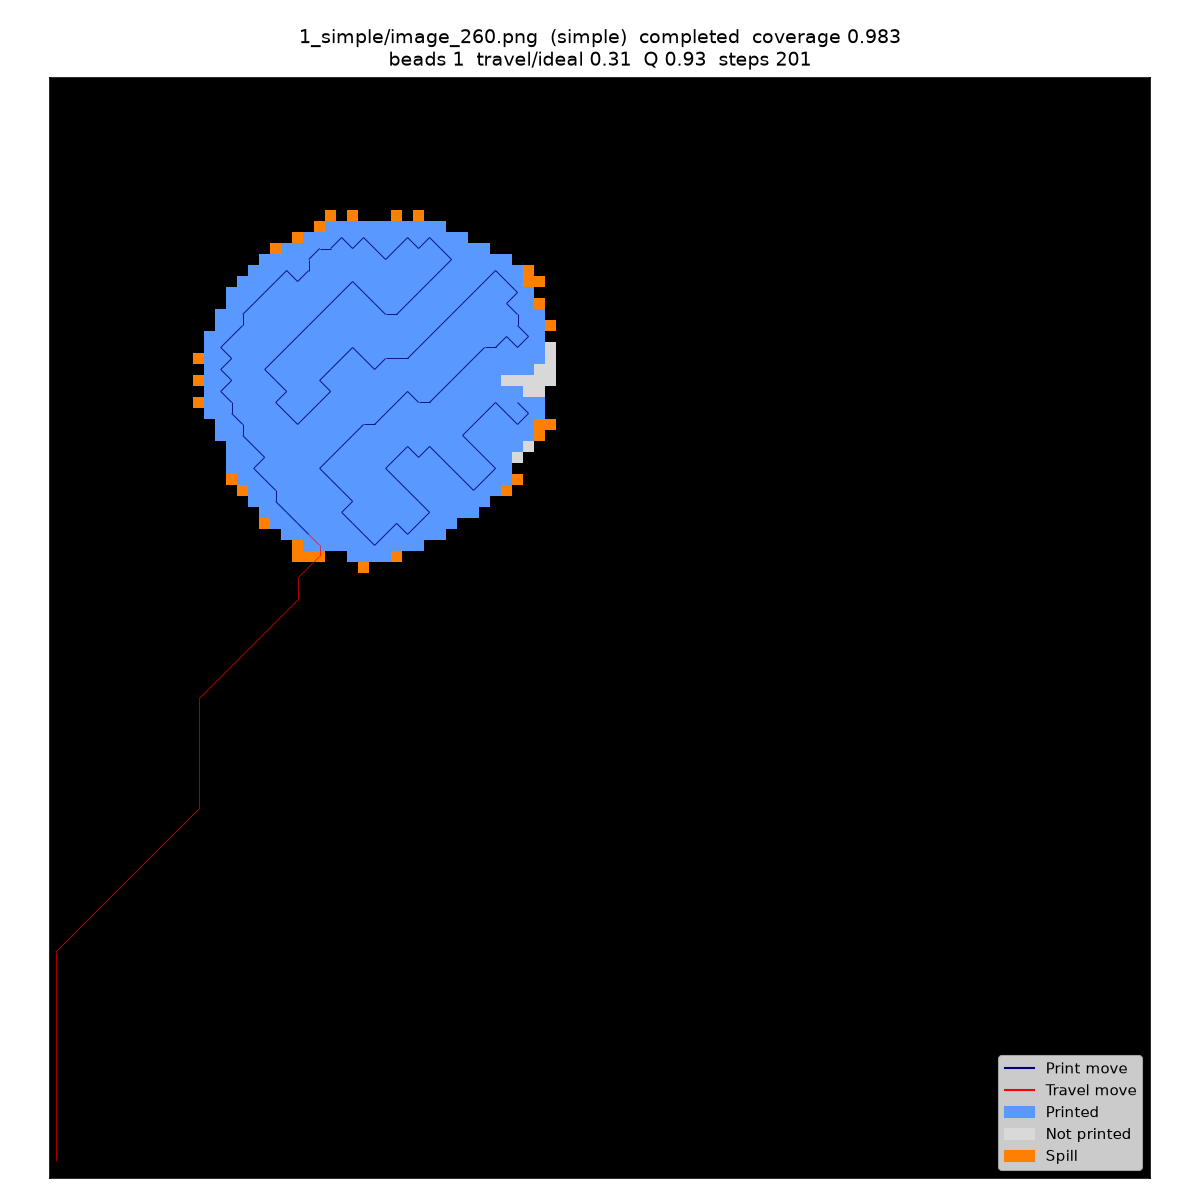 1_simple/image_260.png  (simple)  completed  coverage 0.983
beads 1  travel/ideal 0.31  Q 0.93  steps 201
Print move
Travel move
Printed
Not printed
Spill